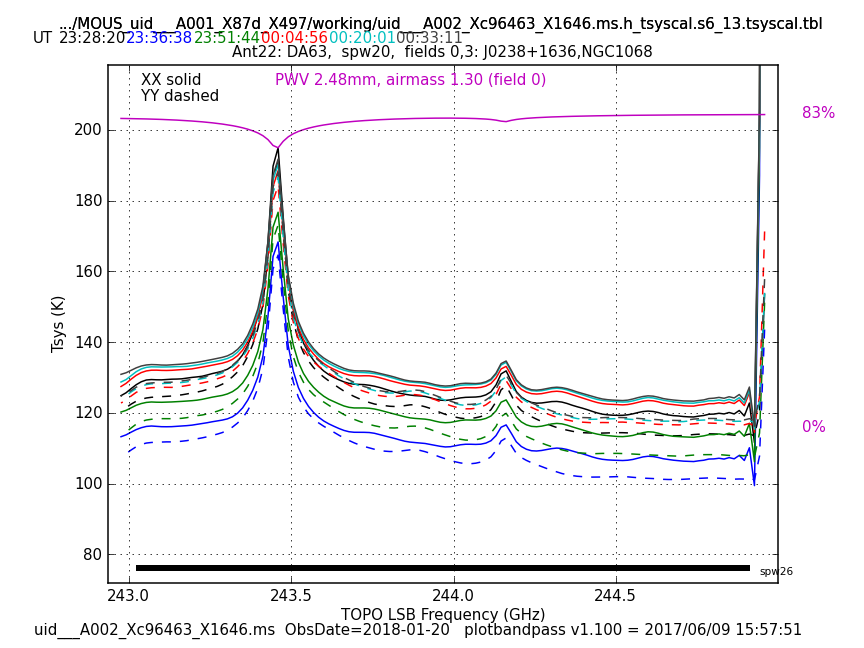 .../MOUS_uid___A001_X87d_X497/working/uid___A002_Xc96463_X1646.ms.h_tsyscal.s6_13.tsyscal.tbl
UT 23:28:20 23:36:38 23:51:44 00:04:56 00:20:01 00:33:11
Ant22: DA63,  spw20,  fields 0,3: J0238+1636,NGC1068
XX solid
PWV 2.48mm, airmass 1.30 (field 0)
YY dashed
83%
200
180
160
140
120
100
80
Tsys (K)
0%
spw26
243.0
243.5
244.0
244.5
TOPO LSB Frequency (GHz)
uid___A002_Xc96463_X1646.ms  ObsDate=2018-01-20   plotbandpass v1.100 = 2017/06/09 15:57:51